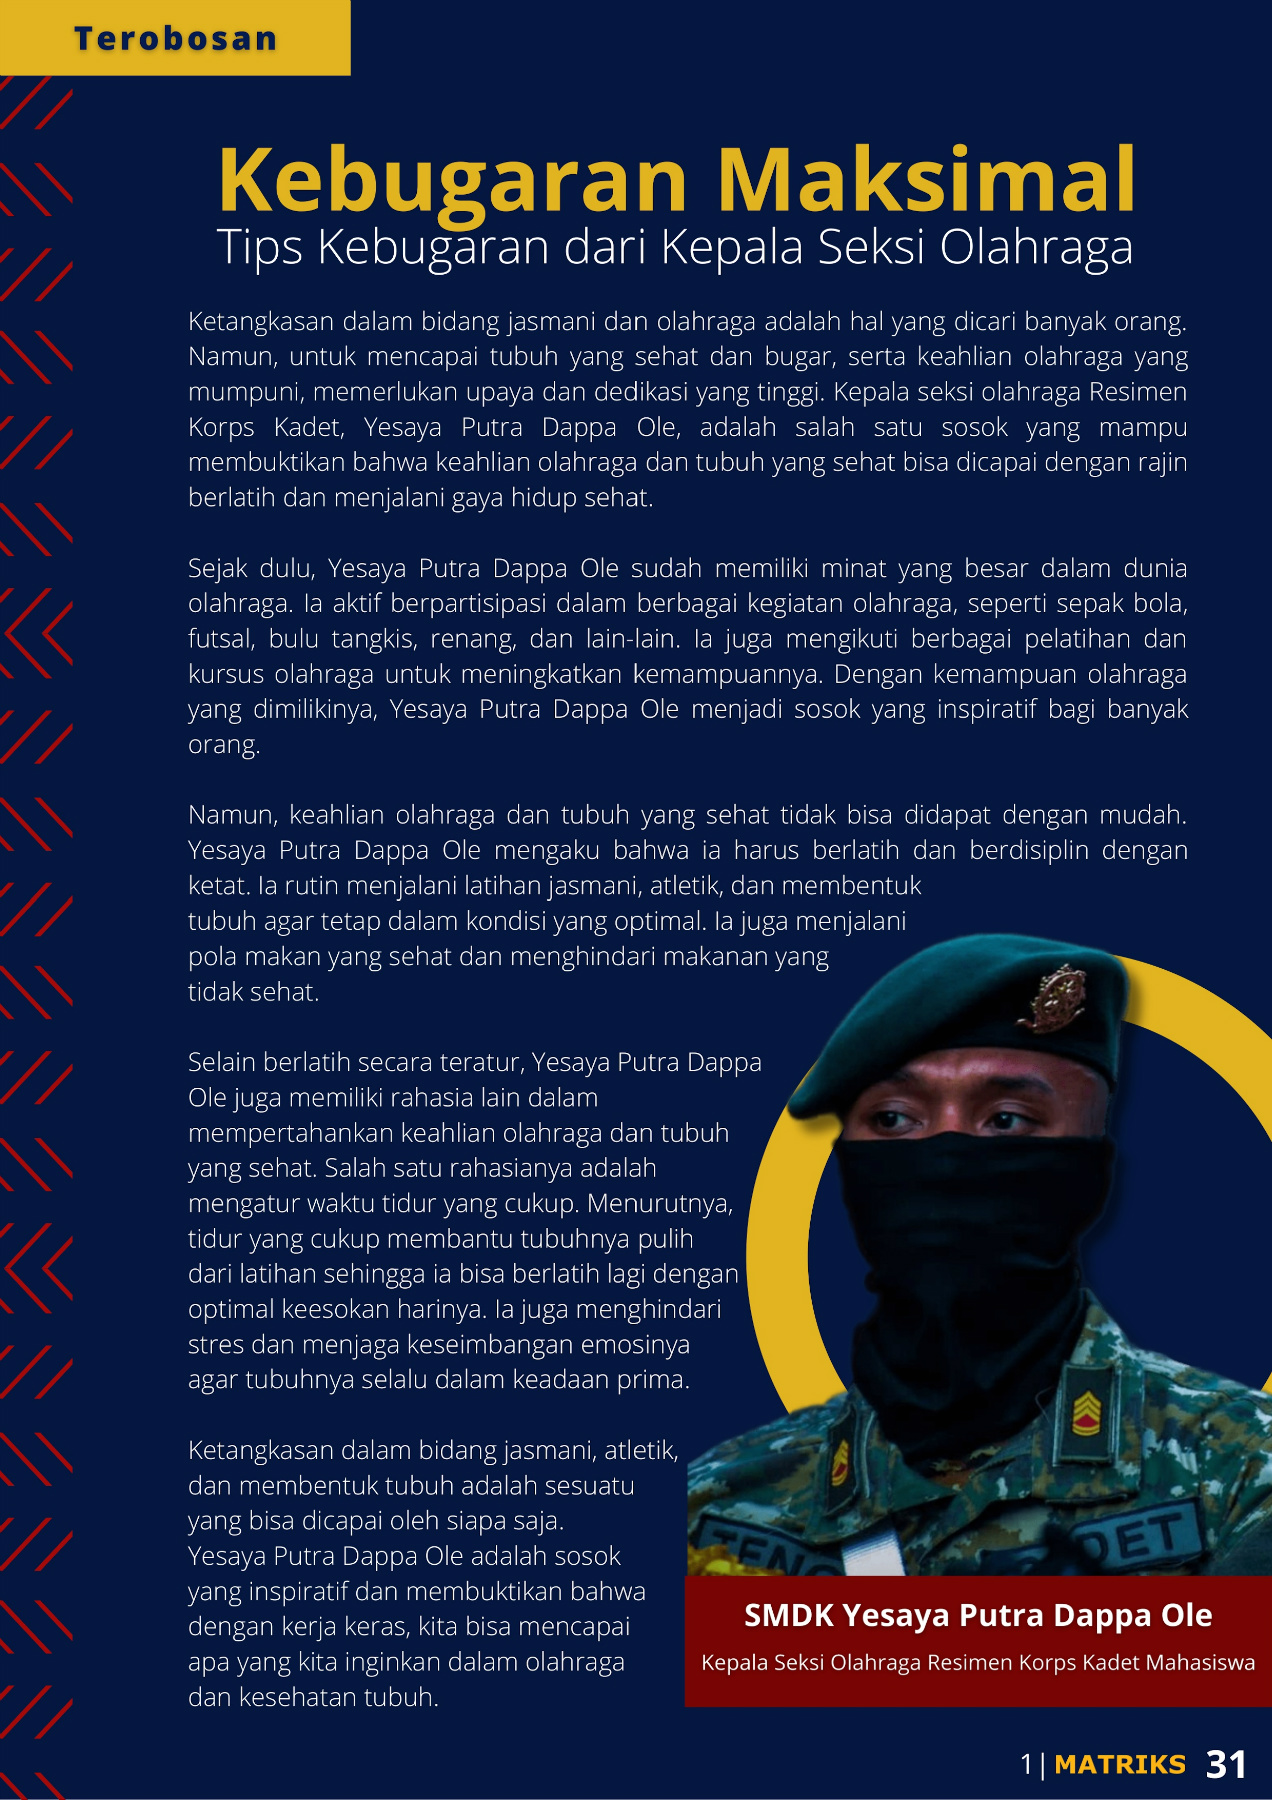 Terobosan
Kebugaran Maksimal
Tips Kebugaran dari Kepala Seksi Olahraga
Ketangkasan dalam bidang jasmani dan olahraga adalah hal yang dicari banyak orang.
Namun, untuk mencapai tubuh yang sehat dan bugar, serta keahlian olahraga yang
mumpuni, memerlukan upaya dan dedikasi yang tinggi. Kepala seksi olahraga Resimen
Korps Kadet, Yesaya Putra Dappa Ole, adalah salah satu sosok yang mampu
membuktikan bahwa keahlian olahraga dan tubuh yang sehat bisa dicapai dengan rajin
berlatih dan menjalani gaya hidup sehat.
Sejak dulu, Yesaya Putra Dappa Ole sudah memiliki minat yang besar dalam dunia
olahraga. Ia aktif berpartisipasi dalam berbagai kegiatan olahraga, seperti sepak bola,
futsal, bulu tangkis, renang, dan lain-lain. Ia juga mengikuti berbagai pelatihan dan
kursus olahraga untuk meningkatkan kemampuannya. Dengan kemampuan olahraga
yang dimilikinya, Yesaya Putra Dappa Ole menjadi sosok yang inspiratif bagi banyak
orang.
Namun, keahlian olahraga dan tubuh yang sehat tidak bisa didapat dengan mudah.
Yesaya Putra Dappa Ole mengaku bahwa ia harus berlatih dan berdisiplin dengan
ketat. Ia rutin menjalani latihan jasmani, atletik, dan membentuk
tubuh agar tetap dalam kondisi yang optimal. Ia juga menjalani
pola makan yang sehat dan menghindari makanan yang
tidak sehat.
Selain berlatih secara teratur, Yesaya Putra Dappa
Ole juga memiliki rahasia lain dalam
mempertahankan keahlian olahraga dan tubuh
yang sehat. Salah satu rahasianya adalah
mengatur waktu tidur yang cukup. Menurutnya,
tidur yang cukup membantu tubuhnya pulih
dari latihan sehingga ia bisa berlatih lagi dengan
optimal keesokan harinya. Ia juga menghindari
stres dan menjaga keseimbangan emosinya
agar tubuhnya selalu dalam keadaan prima.
Ketangkasan dalam bidang jasmani, atletik,
dan membentuk tubuh adalah sesuatu
yang bisa dicapai oleh siapa saja.
Yesaya Putra Dappa Ole adalah sosok
yang inspiratif dan membuktikan bahwa
dengan kerja keras, kita bisa mencapai
apa yang kita inginkan dalam olahraga
dan kesehatan tubuh.
SMDK Yesaya Putra Dappa Ole
Kepala Seksi Olahraga Resimen Korps Kadet Mahasiswa
1| MATRIKS 31